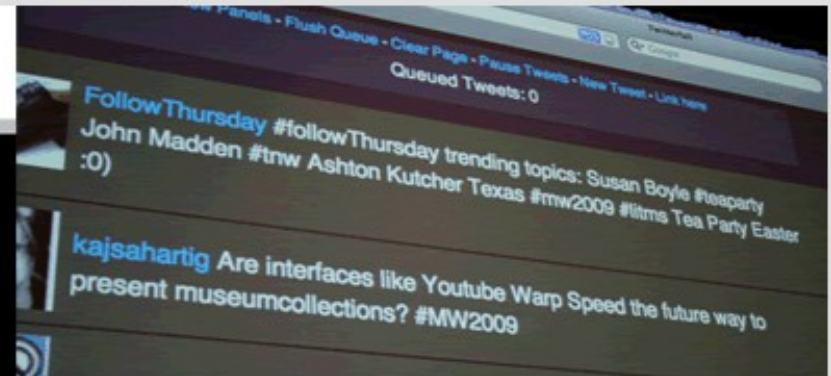 Twitterfall
Google
Panels - Flush Queue - Clear Page - Pause Tweets - New Tweet - Link here
Queued Tweets: 0
FollowThursday #followThursday trending topics: Susan Boyle #teaparty
John Madden #tnw Ashton Kutcher Texas #mw2009 #litms Tea Party Easter
:0)
kajsahartig Are interfaces like Youtube Warp Speed the future way to
present museumcollections? #MW2009